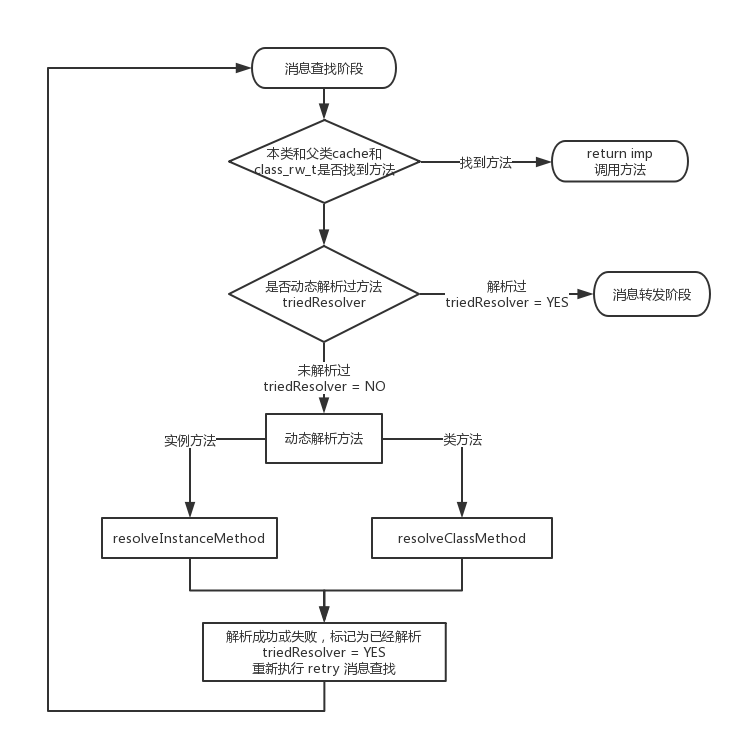 消息查找阶段
本类和父类cache和
class_rw_t是否找到方法
找到方法
return imp
调用方法
是否动态解析过方法
triedResolver
解析过
triedResolver = YES
消息转发阶段
未解析过
triedResolver = NO
动态解析方法
实例方法
类方法
resolveInstanceMethod
resolveClassMethod
解析成功或失败，标记为已经解析
triedResolver = YES
重新执行 retry 消息查找